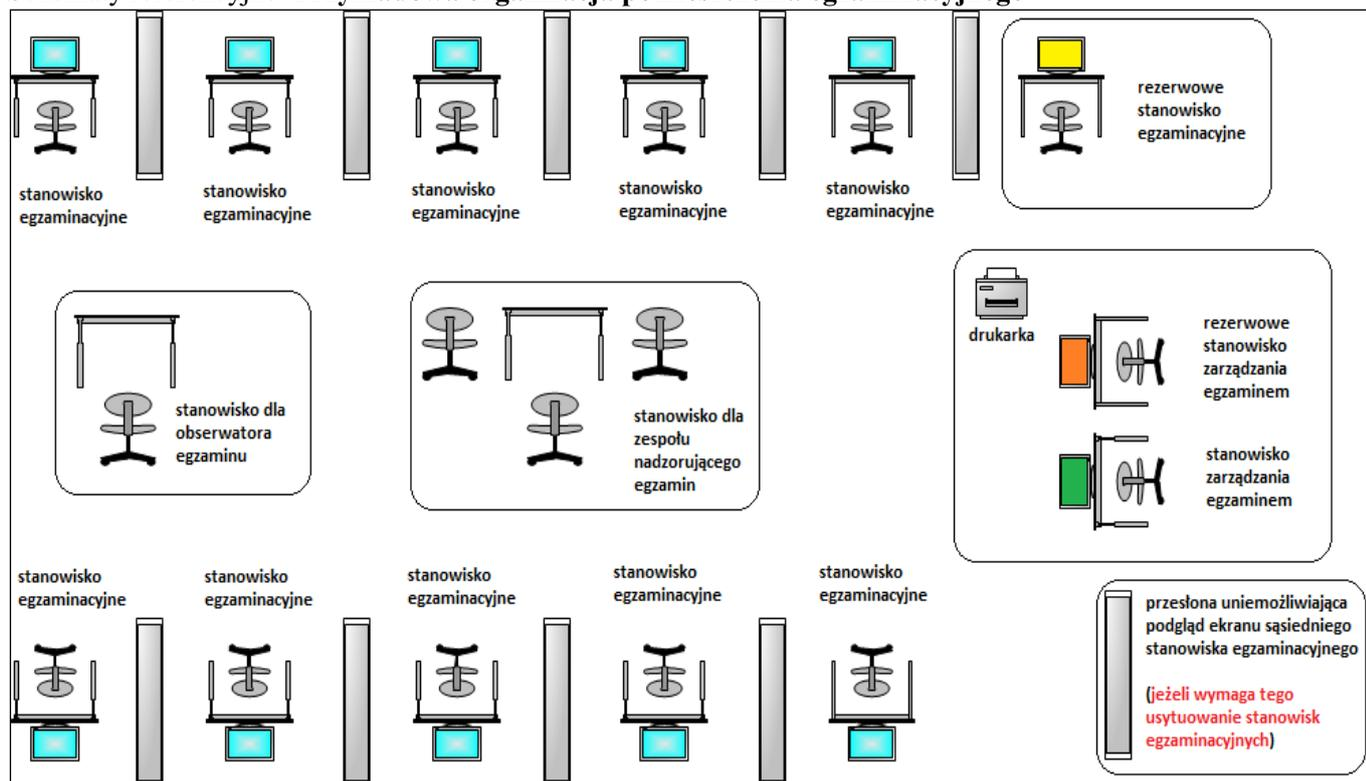 stanowisko
egzaminacyjne
stanowisko
egzaminacyjne
stanowisko
egzaminacyjne
stanowisko
egzaminacyjne
stanowisko
egzaminacyjne
rezerwowe
stanowisko
egzaminacyjne
stanowisko dla
obserwatora
egzaminu
stanowisko dla
zespołu
nadzorującego
egzamin
drukarka
rezerwowe
stanowisko
zarządzania
egzaminem
stanowisko
zarządzania
egzaminem
stanowisko
egzaminacyjne
stanowisko
egzaminacyjne
stanowisko
egzaminacyjne
stanowisko
egzaminacyjne
stanowisko
egzaminacyjne
przesłona uniemożliwiająca
podgląd ekranu sąsiedniego
stanowiska egzaminacyjnego
(jeżeli wymaga tego
usytuowanie stanowisk
egzaminacyjnych)